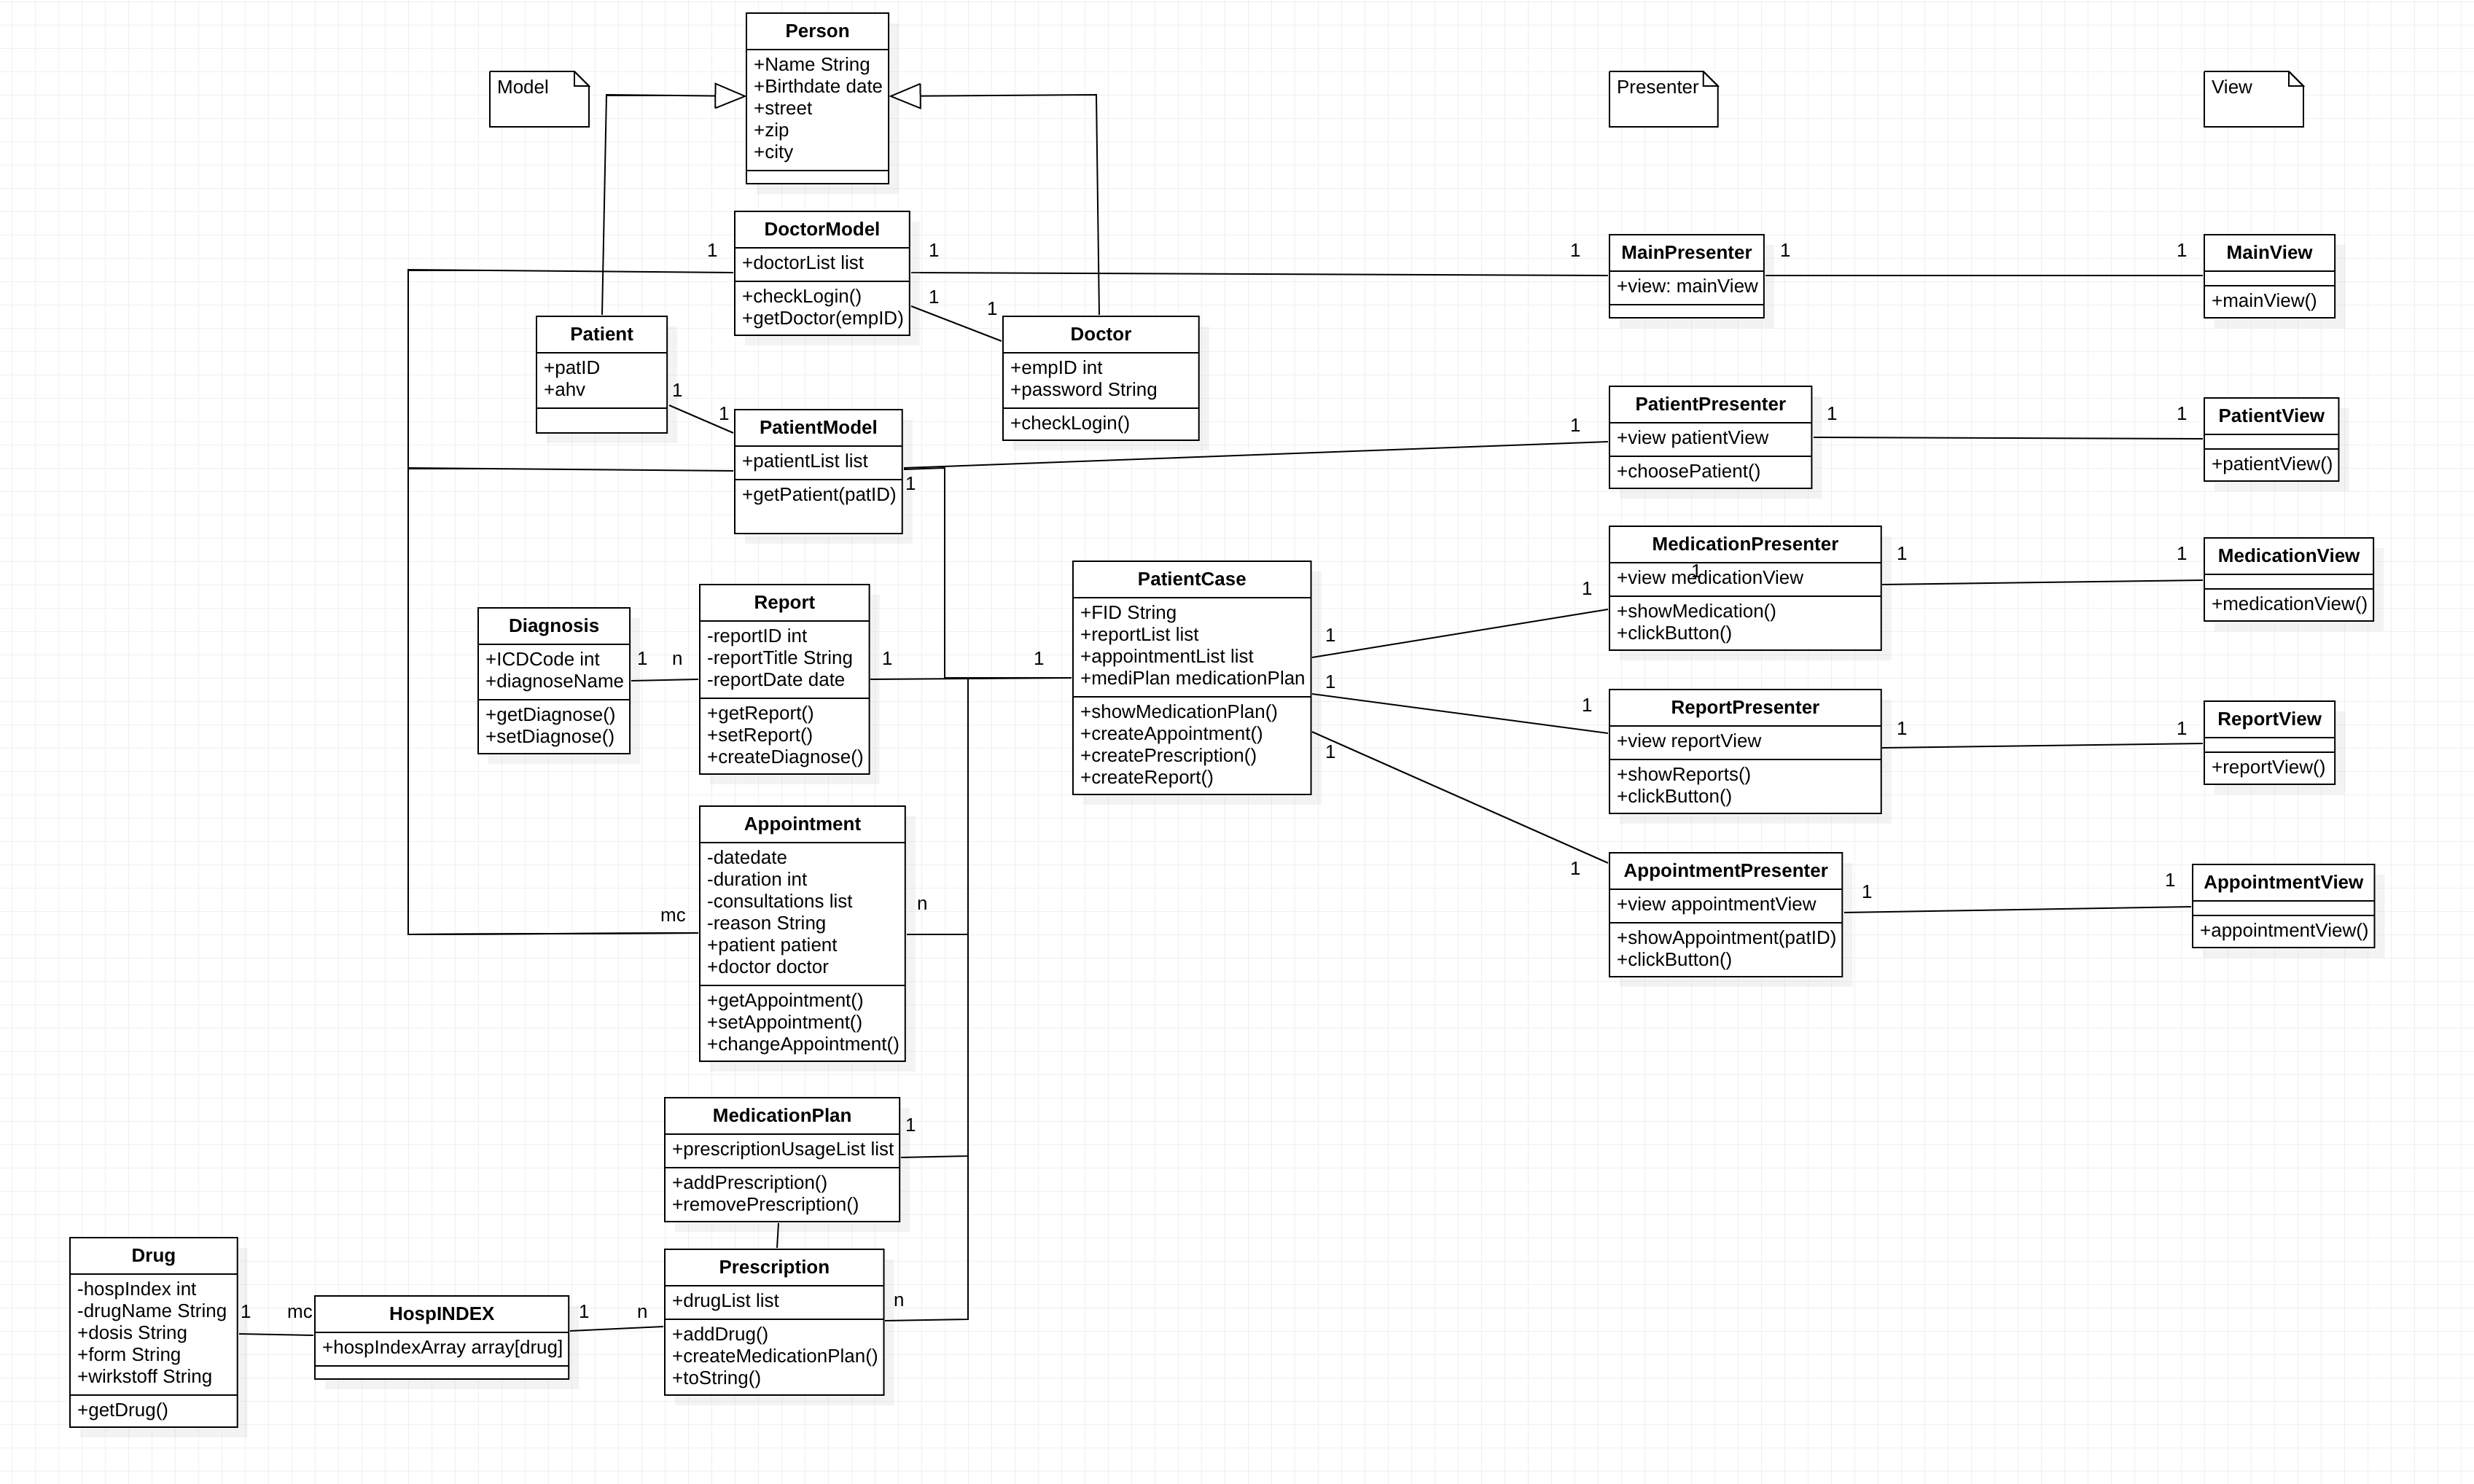 Person
+Name String
+Birthdate date
+street
+zip
+city
Model
Presenter
View
DoctorModel
+doctorList list
+checkLogin()
+getDoctor(empID)
1
1
1
1
1
MainPresenter
+view: mainView
1
1
MainView
+mainView()
Patient
+patID
+ahv
1
1
Doctor
+empID int
+password String
+checkLogin()
PatientModel
+patientList list
+getPatient(patID)
1
1
PatientPresenter
+view patientView
+choosePatient()
1
1
PatientView
+patientView()
MedicationPresenter
+view medicationView
1
+showMedication()
+clickButton()
1
1
1
MedicationView
+medicationView()
PatientCase
+FID String
+reportList list
+appointmentList list
+mediPlan medicationPlan
+showMedicationPlan()
+createAppointment()
+createPrescription()
+createReport()
1
1
1
1
Report
-reportID int
-reportTitle String
-reportDate date
+getReport()
+setReport()
+createDiagnose()
1
Diagnosis
+ICDCode int
+diagnoseName
+getDiagnose()
+setDiagnose()
1
n
ReportPresenter
+view reportView
+showReports()
+clickButton()
1
1
1
ReportView
+reportView()
Appointment
-datedate
-duration int
-consultations list
-reason String
+patient patient
+doctor doctor
+getAppointment()
+setAppointment()
+changeAppointment()
mc
n
AppointmentPresenter
+view appointmentView
+showAppointment(patID)
+clickButton()
1
1
1
AppointmentView
+appointmentView()
MedicationPlan
+prescriptionUsageList list
+addPrescription()
+removePrescription()
1
Drug
-hospIndex int
-drugName String
+dosis String
+form String
+wirkstoff String
+getDrug()
1
mc
HospINDEX
+hospIndexArray array[drug]
1
n
Prescription
+drugList list
+addDrug()
+createMedicationPlan()
+toString()
n